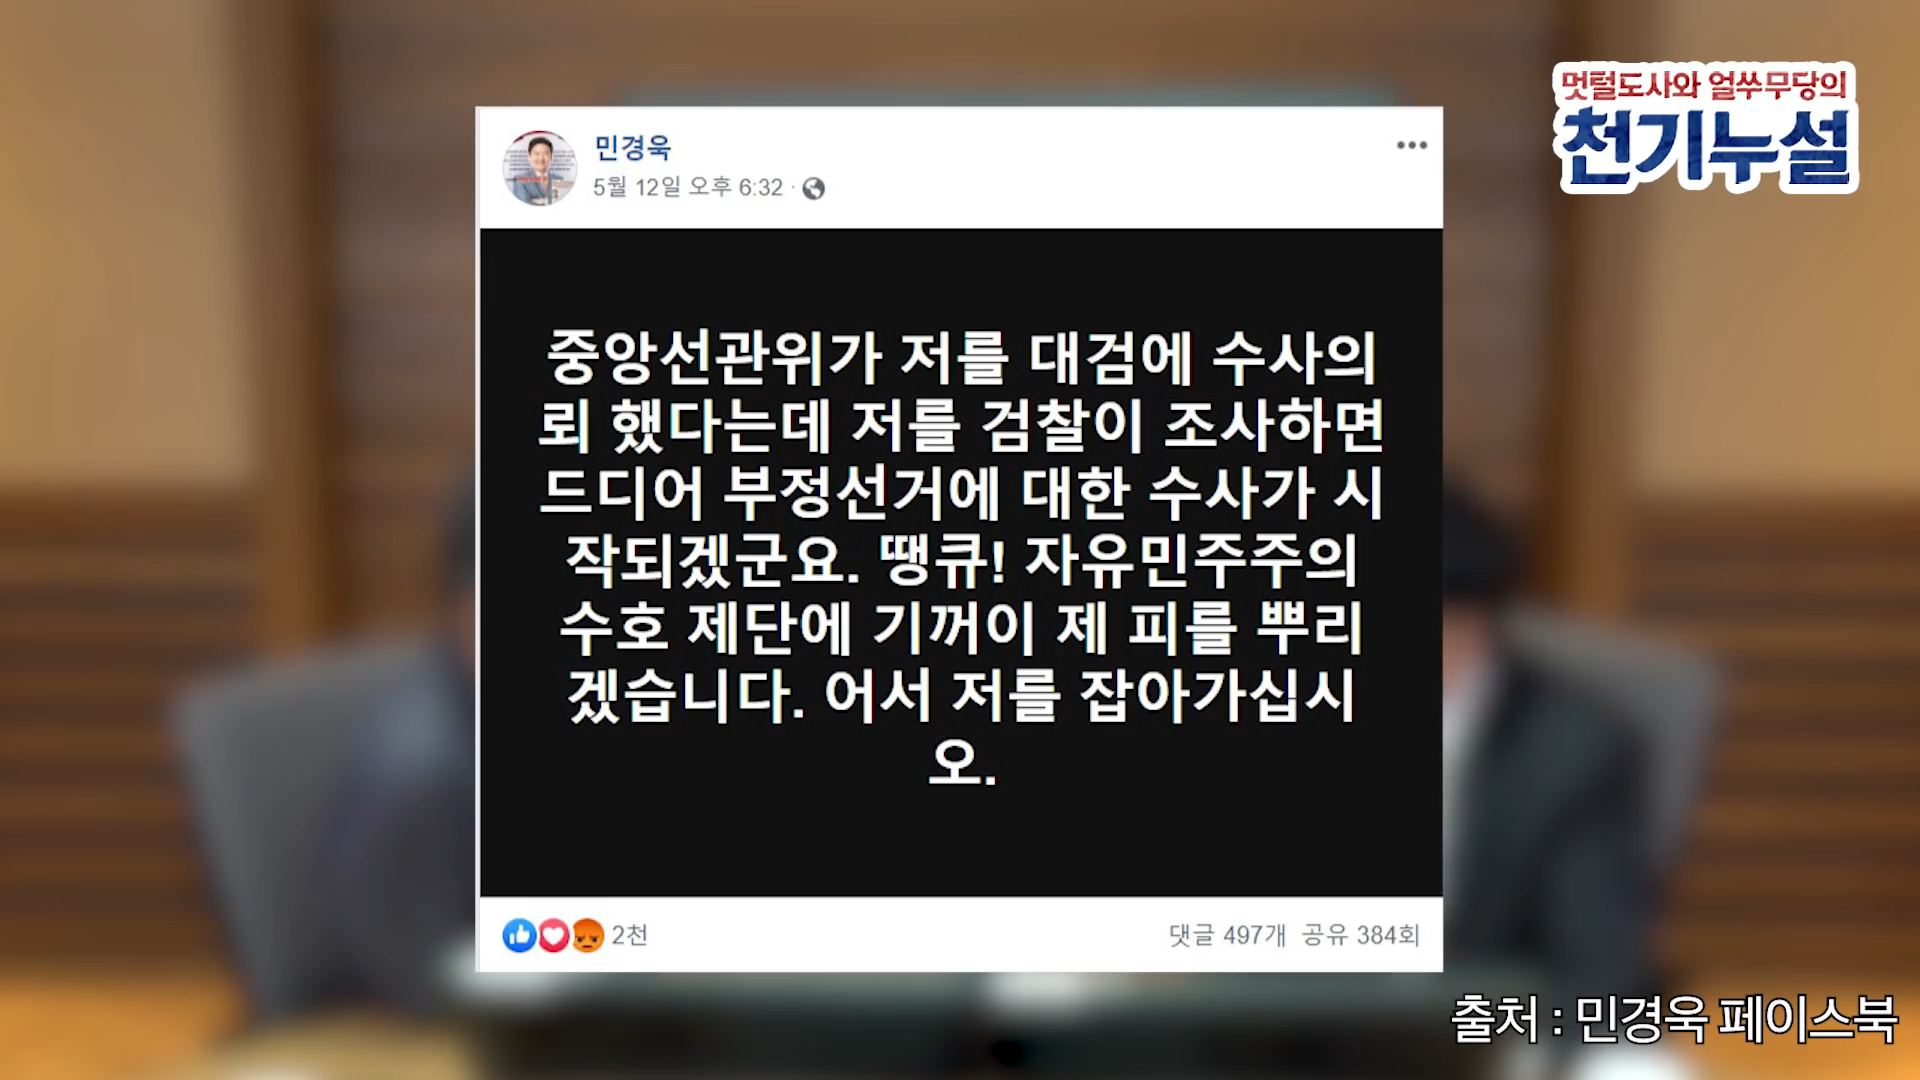 멋털도사와 얼쑤무당의
천기누설
민경욱
5월 12일 오후 6:32 ·
중앙선관위가 저를 대검에 수사의
뢰 했다는데 저를 검찰이 조사하면
드디어 부정선거에 대한 수사가 시
작되겠군요. 땡큐! 자유민주주의
수호 제단에 기꺼이 제 피를 뿌리
겠습니다. 어서 저를 잡아가십시
오.
2천
댓글 497개 공유 384회
출처 : 민경욱 페이스북